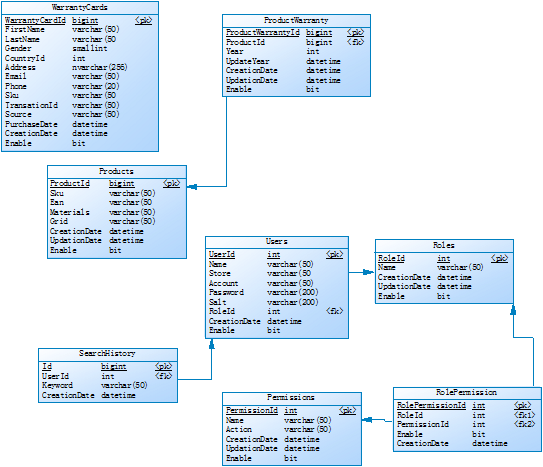 WarrantyCards
WarrantyCardId bigint <pk>
FirstName varchar(50)
LastName varchar(50
Gender smallint
CountryId int
Address nvarchar(255)
Email varchar(50)
Phone varchar(20)
Sku varchar(50
TransationId varchar(50)
Source varchar(50)
PurchaseDate datetime
CreationDate datetime
Enable bit
ProductWarranty
ProductWarrantyId bigint <pk>
ProductId bigint <fk>
Year int
UpdateYear datetime
CreationDate datetime
UpdationDate datetime
Enable bit
Products
ProductId bigint <pk>
Sku varchar(50)
Ean varchar(50
Materials varchar(50)
Grid varchar(50)
CreationDate datetime
UpdationDate datetime
Enable bit
Users
UserId int <pk>
Name varchar(50)
Store varchar(50
Account varchar(50)
Password varchar(200)
Salt varchar(200)
RoleId int <fk>
CreationDate datetime
Enable bit
Roles
RoleId int <pk>
Name varchar(50)
CreationDate datetime
UpdationDate datetime
Enable bit
SearchHistory
Id bigint <pk>
UserId int <fk>
Keyword varchar(50)
CreationDate datetime
Permissions
PermissionId int <pk>
Name varchar(50)
Action varchar(50)
CreationDate datetime
UpdationDate datetime
Enable bit
RolePermission
RolePermissionId int <pk>
RoleId int <fk1>
PermissionId int <fk2>
Enable bit
CreationDate datetime